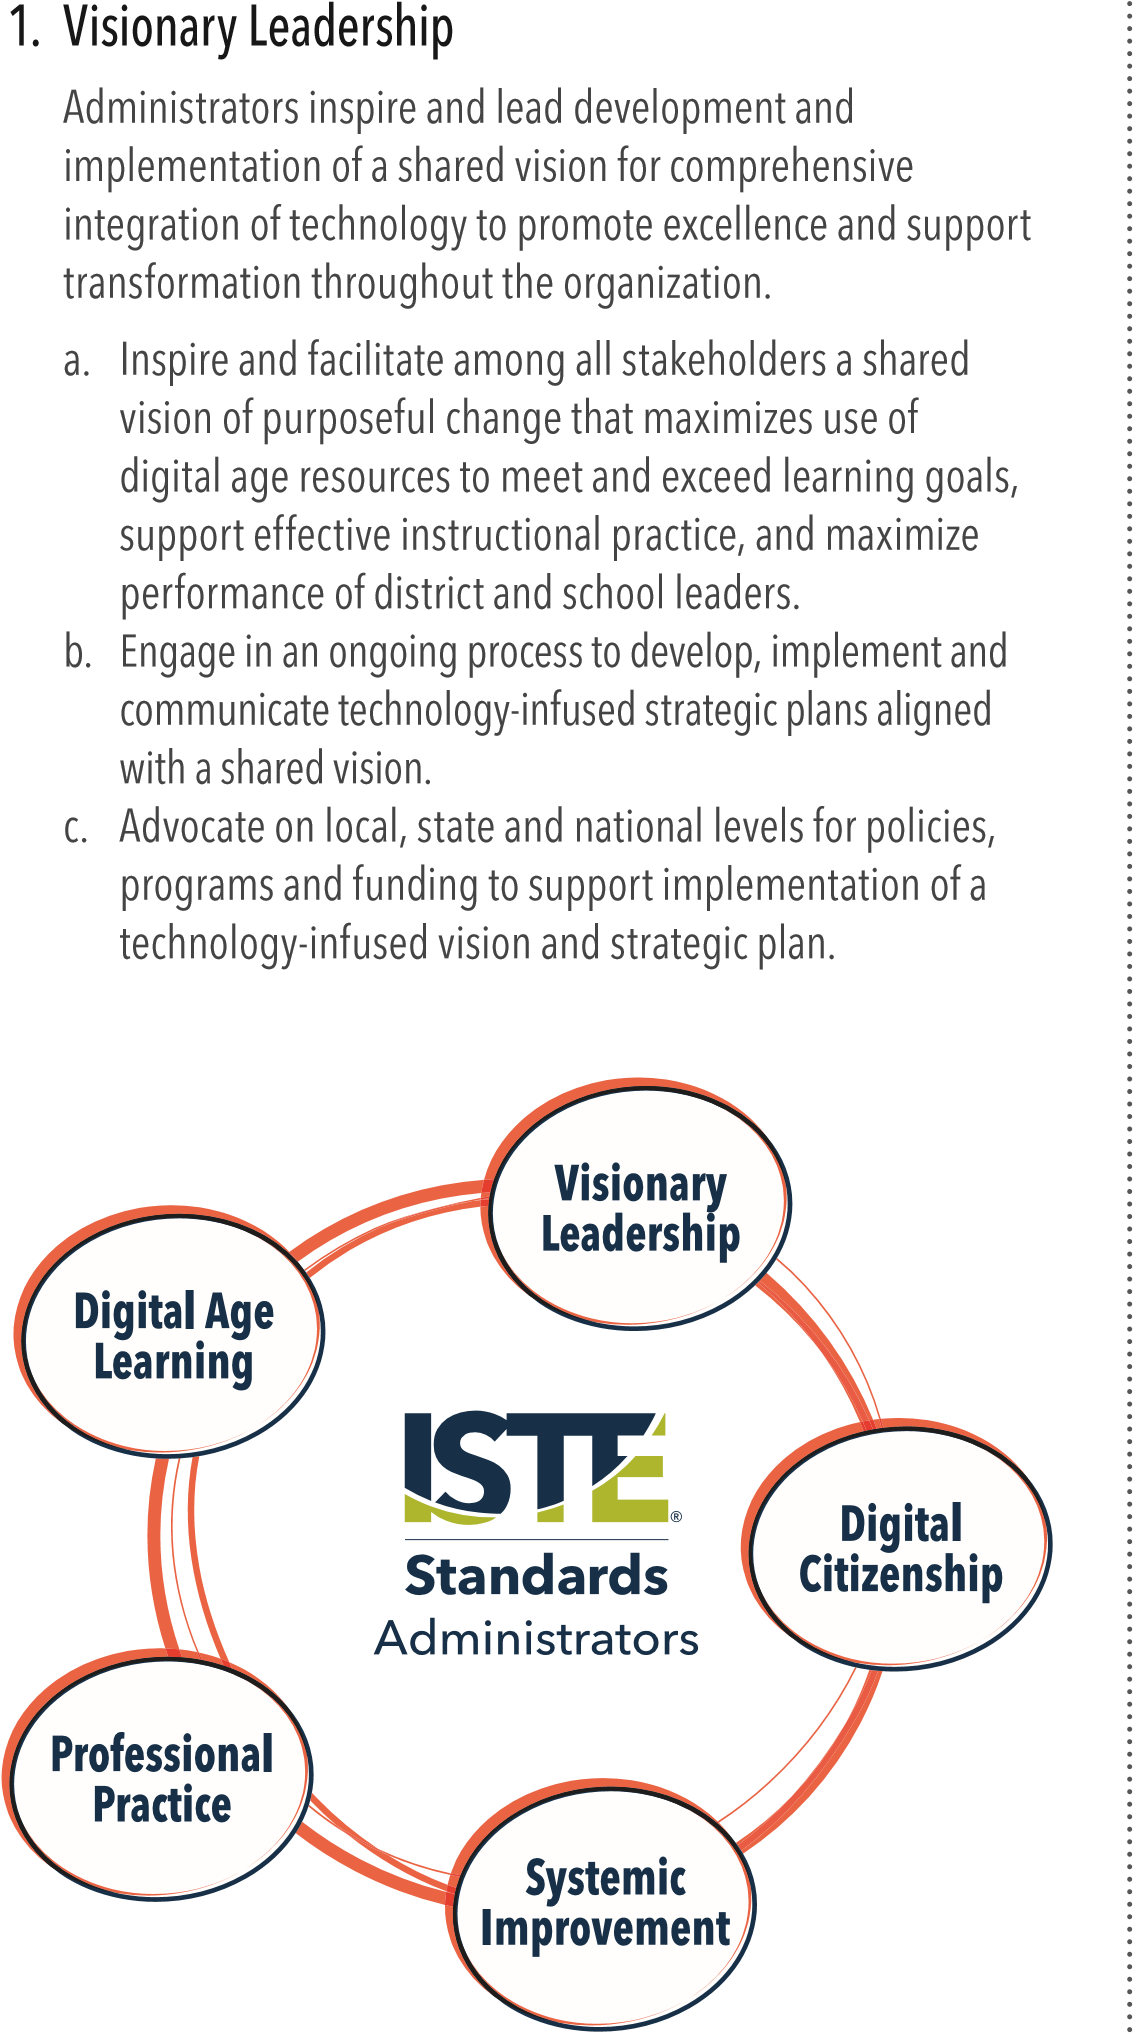 1. Visionary Leadership
Administrators inspire and lead development and
implementation of a shared vision for comprehensive
integration of technology to promote excellence and support
transformation throughout the organization.
a. Inspire and facilitate among all stakeholders a shared
vision of purposeful change that maximizes use of
digital age resources to meet and exceed learning goals,
support effective instructional practice, and maximize
performance of district and school leaders.
b. Engage in an ongoing process to develop, implement and
communicate technology-infused strategic plans aligned
with a shared vision.
c. Advocate on local, state and national levels for policies,
programs and funding to support implementation of a
technology-infused vision and strategic plan.
Visionary
Leadership
Digital Age
Learning
ISTE®
Standards
Administrators
Digital
Citizenship
Professional
Practice
Systemic
Improvement